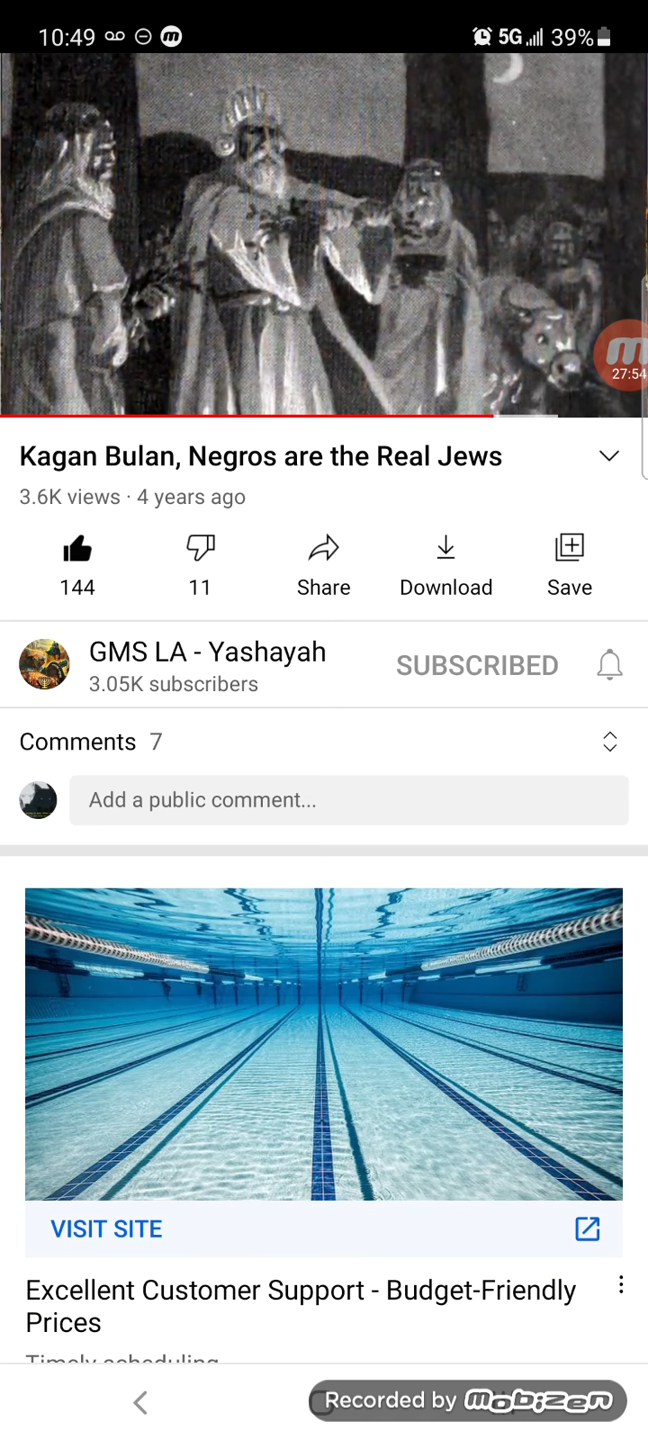 10:49
5G 39%
27:54
Kagan Bulan, Negros are the Real Jews
3.6K views · 4 years ago
144 11 Share Download Save
GMS LA - Yashayah
SUBSCRIBED
3.05K subscribers
Comments 7
Add a public comment...
VISIT SITE
Excellent Customer Support - Budget-Friendly
Prices
Timely scheduling
Recorded by mobizen